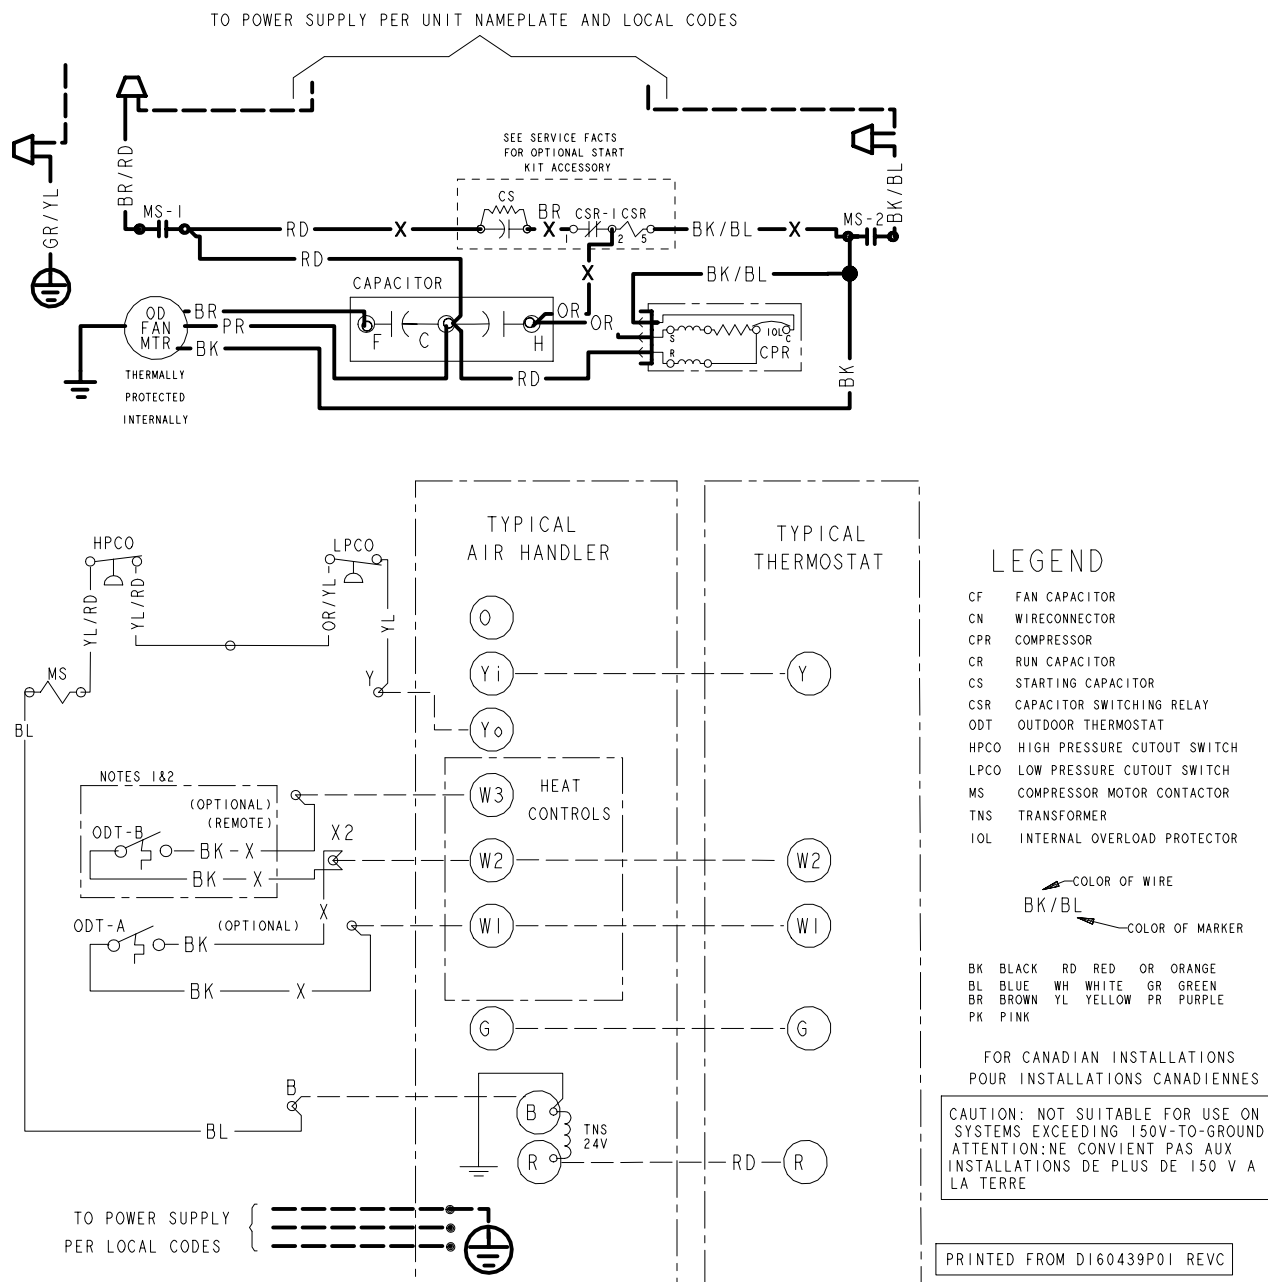 TO POWER SUPPLY PER UNIT NAMEPLATE AND LOCAL CODES
SEE SERVICE FACTS
FOR OPTIONAL START
KIT ACCESSORY
BR/RD
GR/YL
BK/BL
MS-1
RD
X
CS
BR
X
CSR-1
CSR
1
2
5
BK/BL
X
MS-2
RD
X
BK/BL
CAPACITOR
OD
FAN
MTR
BR
PR
BK
F
C
H
OR
OR
S
R
IOL
C
CPR
RD
BK
THERMALLY
PROTECTED
INTERNALLY
HPCO
LPCO
YL/RD
YL/RD
OR/YL
YL
MS
Y
BL
TYPICAL
AIR HANDLER
TYPICAL
THERMOSTAT
O
Yi
Y
Yo
HEAT
CONTROLS
W3
W2
W2
W1
W1
G
G
NOTES 1&2
(OPTIONAL)
(REMOTE)
ODT-B
BK-X
BK
X
X2
X
ODT-A
(OPTIONAL)
BK
BK
X
B
BL
B
R
TNS
24V
RD
R
TO POWER SUPPLY
PER LOCAL CODES
LEGEND
CF FAN CAPACITOR
CN WIRECONNECTOR
CPR COMPRESSOR
CR RUN CAPACITOR
CS STARTING CAPACITOR
CSR CAPACITOR SWITCHING RELAY
ODT OUTDOOR THERMOSTAT
HPCO HIGH PRESSURE CUTOUT SWITCH
LPCO LOW PRESSURE CUTOUT SWITCH
MS COMPRESSOR MOTOR CONTACTOR
TNS TRANSFORMER
IOL INTERNAL OVERLOAD PROTECTOR
COLOR OF WIRE
BK/BL
COLOR OF MARKER
BK BLACK RD RED OR ORANGE
BL BLUE WH WHITE GR GREEN
BR BROWN YL YELLOW PR PURPLE
PK PINK
FOR CANADIAN INSTALLATIONS
POUR INSTALLATIONS CANADIENNES
CAUTION: NOT SUITABLE FOR USE ON
SYSTEMS EXCEEDING 150V-TO-GROUND
ATTENTION:NE CONVIENT PAS AUX
INSTALLATIONS DE PLUS DE 150 V A
LA TERRE
PRINTED FROM D160439P01 REVC